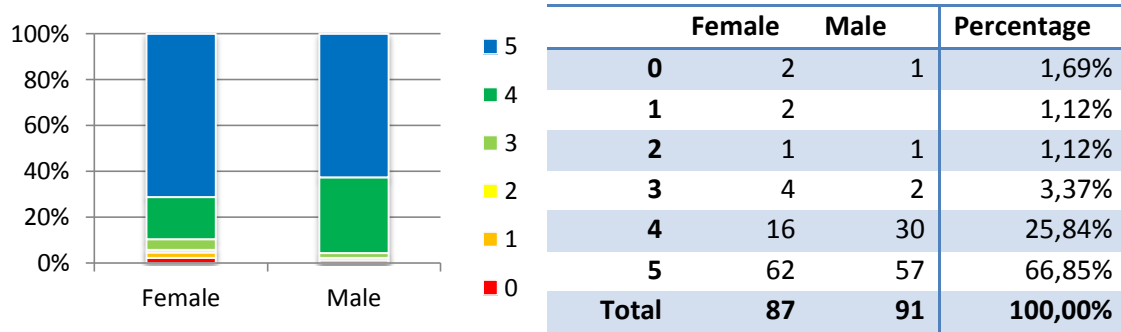 100%
80%
60%
40%
20%
0%
Female Male
5
4
3
2
1
0
Female Male Percentage
0 2 1 1,69%
1 2 1,12%
2 1 1 1,12%
3 4 2 3,37%
4 16 30 25,84%
5 62 57 66,85%
Total 87 91 100,00%